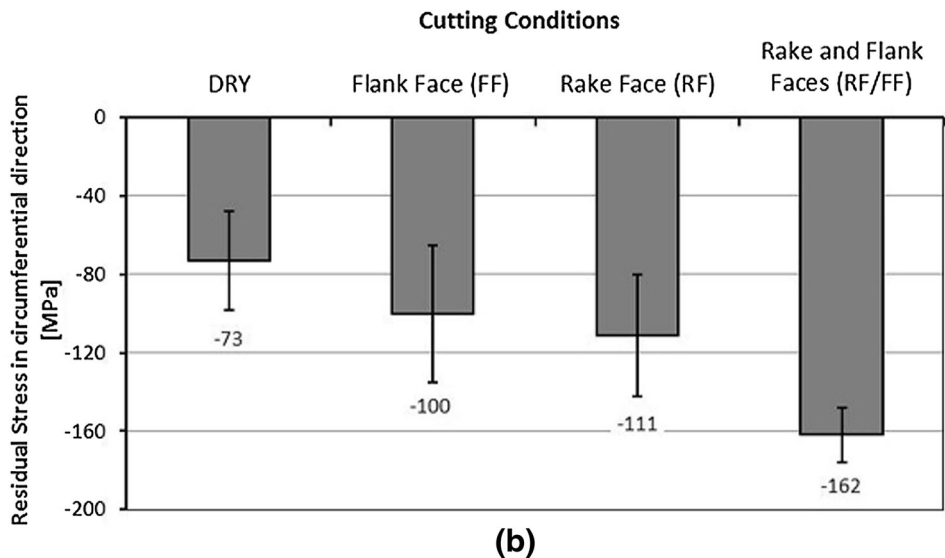 Cutting Conditions
DRY
Flank Face (FF)
Rake Face (RF)
Rake and Flank
Faces (RF/FF)
Residual Stress in circumferential direction
[MPa]
0
-40
-80
-120
-160
-200
-73
-100
-111
-162
(b)